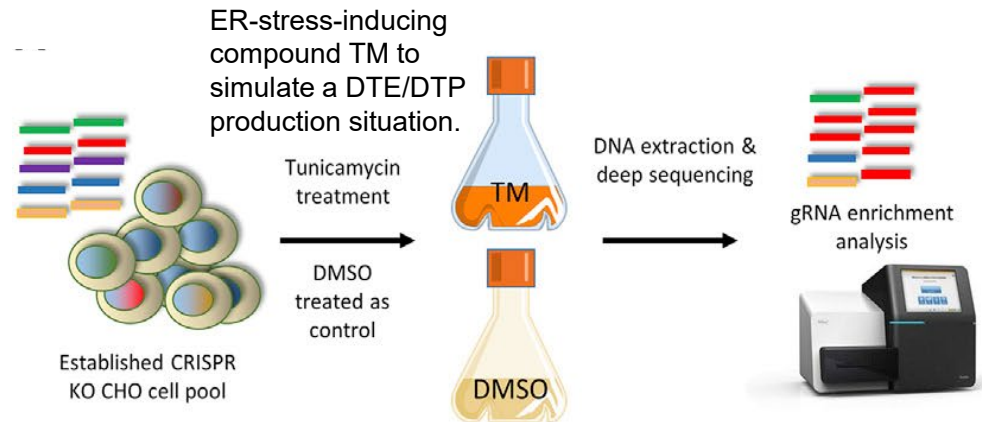 ER-stress-inducing
compound TM to
simulate a DTE/DTP
production situation.
Tunicamycin
treatment
DMSO
treated as
control
Established CRISPR
KO CHO cell pool
TM
DMSO
DNA extraction &
deep sequencing
gRNA enrichment
analysis